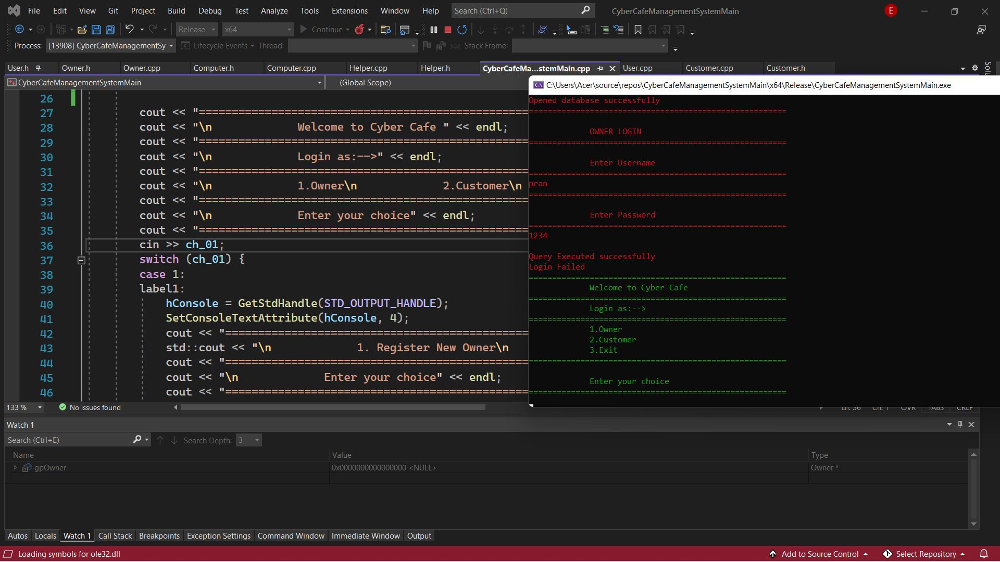 File Edit View Git Project Build Debug Test Analyze Tools Extensions Window Help Search (Ctrl+Q) CyberCafeManagementSystemMain E
Release x64 Continue
Process: [13908] CyberCafeManagementSy Lifecycle Events Thread: Stack Frame:
User.h Owner.h Owner.cpp Computer.h Computer.cpp Helper.cpp Helper.h CyberCafeMa...stemMain.cpp User.cpp Customer.cpp Customer.h
CyberCafeManagementSystemMain (Global Scope)
26
27 cout << "==================================================
28 cout << "\n             Welcome to Cyber Cafe " << endl;
29 cout << "==================================================
30 cout << "\n             Login as:-->" << endl;
31 cout << "==================================================
32 cout << "\n             1.Owner\n             2.Customer\n
33 cout << "==================================================
34 cout << "\n             Enter your choice" << endl;
35 cout << "==================================================
36 cin >> ch_01;
37 switch (ch_01) {
38 case 1:
39 label1:
40 hConsole = GetStdHandle(STD_OUTPUT_HANDLE);
41 SetConsoleTextAttribute(hConsole, 4);
42 cout << "==============================================
43 std::cout << "\n             1. Register New Owner\n
44 cout << "==============================================
45 cout << "\n             Enter your choice" << endl;
46 cout << "==============================================
133 % No issues found
C:\Users\Acer\source\repos\CyberCafeManagementSystemMain\x64\Release\CyberCafeManagementSystemMain.exe
Opened database successfully
=======================================================
OWNER LOGIN
=======================================================
Enter Username
=======================================================
pran
=======================================================
Enter Password
=======================================================
1234
Query Executed successfully
Login Failed
=======================================================
Welcome to Cyber Cafe
=======================================================
Login as:-->
=======================================================
1.Owner
2.Customer
3.Exit
=======================================================
Enter your choice
=======================================================
Ln: 36 Ch: 1 OVR TABS CRLF
Watch 1
Search (Ctrl+E) Search Depth: 3
Name Value Type
gpOwner 0x0000000000000000 <NULL> Owner *
Autos Locals Watch 1 Call Stack Breakpoints Exception Settings Command Window Immediate Window Output
Loading symbols for ole32.dll Add to Source Control Select Repository